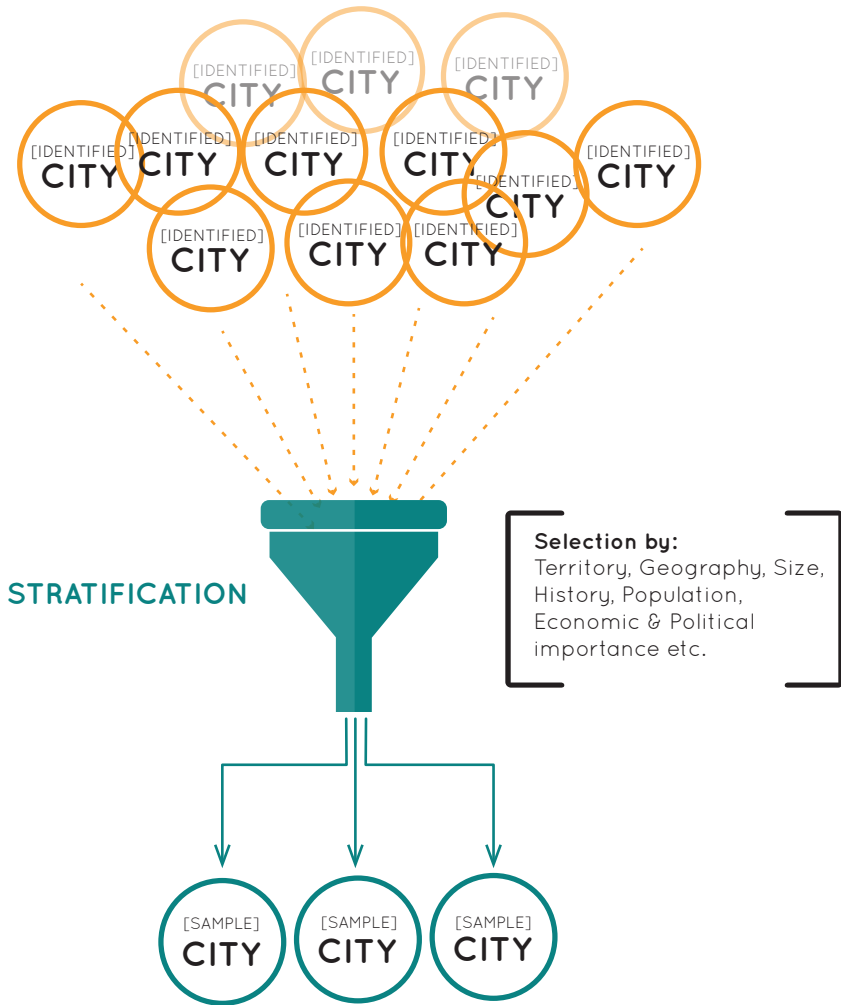 [IDENTIFIED]
CITY
[IDENTIFIED]
CITY
[IDENTIFIED]
CITY
[IDENTIFIED]
CITY
[IDENTIFIED]
CITY
[IDENTIFIED]
CITY
[IDENTIFIED]
CITY
[IDENTIFIED]
CITY
[IDENTIFIED]
CITY
[IDENTIFIED]
CITY
[IDENTIFIED]
CITY
[IDENTIFIED]
CITY
STRATIFICATION
Selection by:
Territory, Geography, Size,
History, Population,
Economic & Political
importance etc.
[SAMPLE]
CITY
[SAMPLE]
CITY
[SAMPLE]
CITY